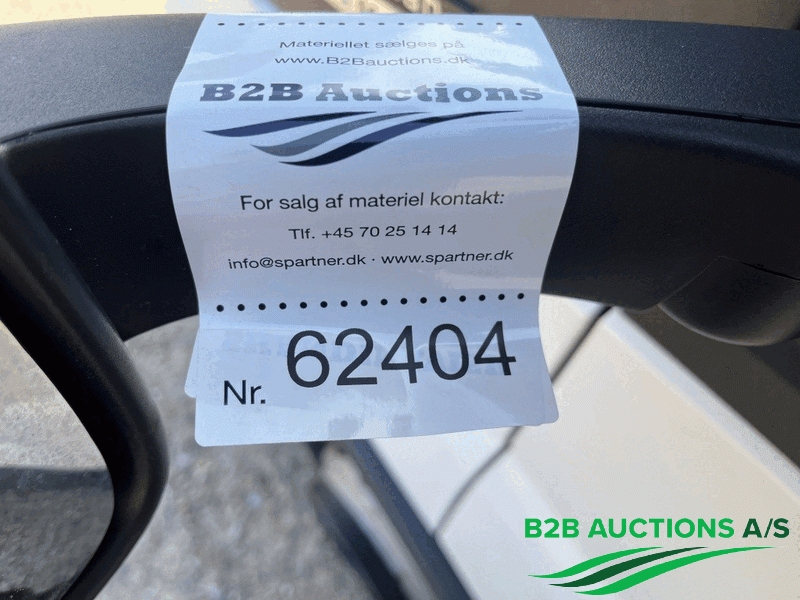 Materiellet sælges på
www.B2Bauctions.dk
B2B Auctions
For salg af materiel kontakt:
Tlf. +45 70 25 14 14
info@spartner.dk · www.spartner.dk
Nr. 62404
B2B AUCTIONS A/S